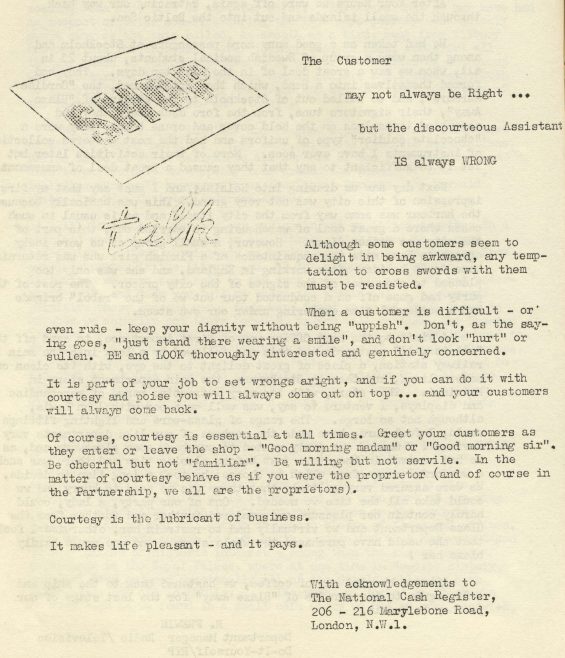 SHOP
talk
The Customer
may not always be Right ...
but the discourteous Assistant
IS always WRONG
Although some customers seem to
delight in being awkward, any temp-
tation to cross swords with them
must be resisted.
When a customer is difficult - or
even rude - keep your dignity without being "uppish". Don't, as the say-
ing goes, "just stand there wearing a smile", and don't look "hurt" or
sullen. BE and LOOK thoroughly interested and genuinely concerned.
It is part of your job to set wrongs aright, and if you can do it with
courtesy and poise you will always come out on top ... and your customers
will always come back.
Of course, courtesy is essential at all times. Greet your customers as
they enter or leave the shop - "Good morning madam" or "Good morning sir".
Be cheerful but not "familiar". Be willing but not servile. In the
matter of courtesy behave as if you were the proprietor (and of course in
the Partnership, we all are the proprietors).
Courtesy is the lubricant of business.
It makes life pleasant - and it pays.
With acknowledgements to
The National Cash Register,
206 - 216 Marylebone Road,
London, N.W.1.